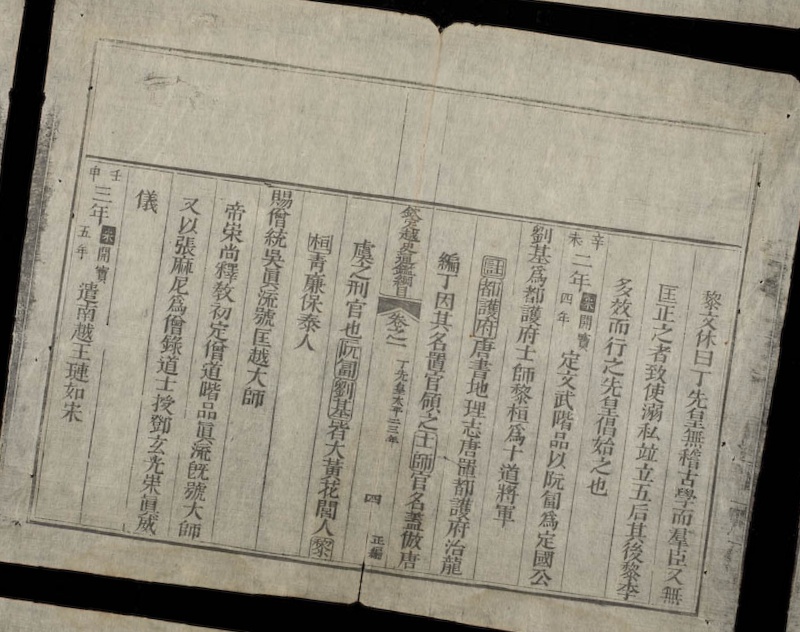 黎文休曰丁先皇無稽古學而羣臣又無
匡正之者致使溺私竝立五后其後黎李
多效而行之先皇倡始之也
辛未二年宋開寶四年定文武階品以阮匐為定國公
劉基為都護府士師黎桓為十道將軍
註都護府唐書地理志唐置都護府治龍
編丁因其名置官領之士師官名蓋倣唐
欽定越史通鑑綱目
卷之一 丁先皇太平二三年
四 正編
虞之刑官也阮匐劉基皆大黃花閭人黎
桓青廉保泰人
賜僧統吳眞流號匡越大師
帝崇尚釋敎初定僧道階品眞流旣號大師
又以張麻尼為僧錄道士授鄧玄光崇眞威
儀
壬申三年宋開寶五年遣南越王璉如宋